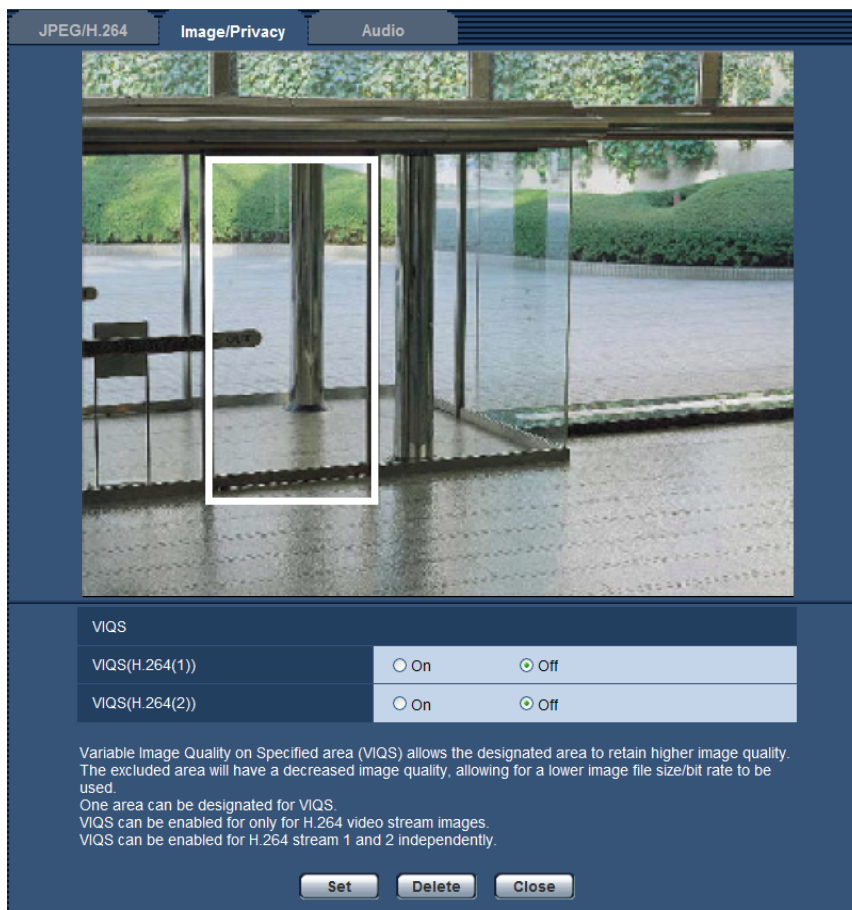 JPEG/H.264 Image/Privacy Audio
VIQS
VIQS(H.264(1)) On Off
VIQS(H.264(2)) On Off
Variable Image Quality on Specified area (VIQS) allows the designated area to retain higher image quality.
The excluded area will have a decreased image quality, allowing for a lower image file size/bit rate to be
used.
One area can be designated for VIQS.
VIQS can be enabled for only for H.264 video stream images.
VIQS can be enabled for H.264 stream 1 and 2 independently.
Set Delete Close